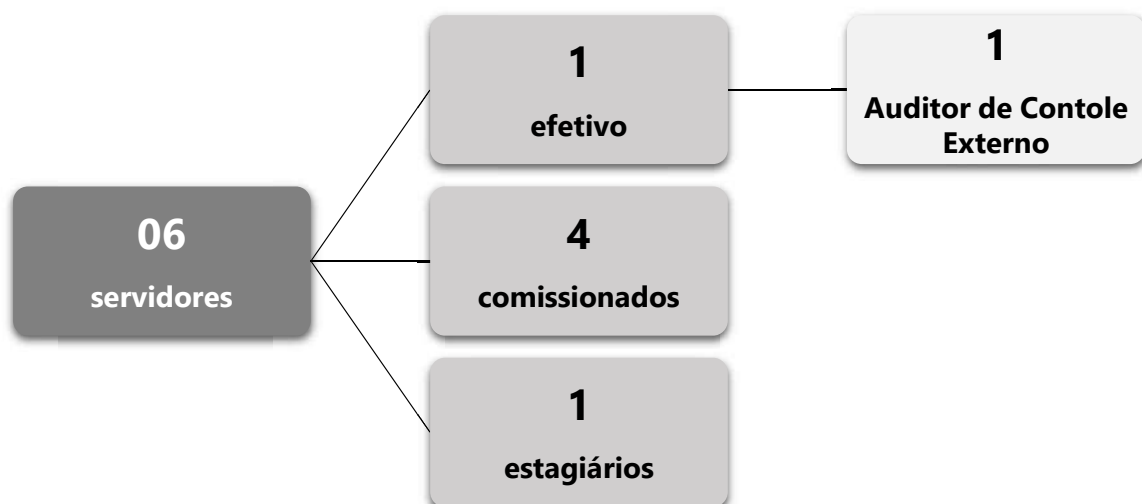 06
servidores
1
efetivo
1
Auditor de Contole
Externo
4
comissionados
1
estagiários